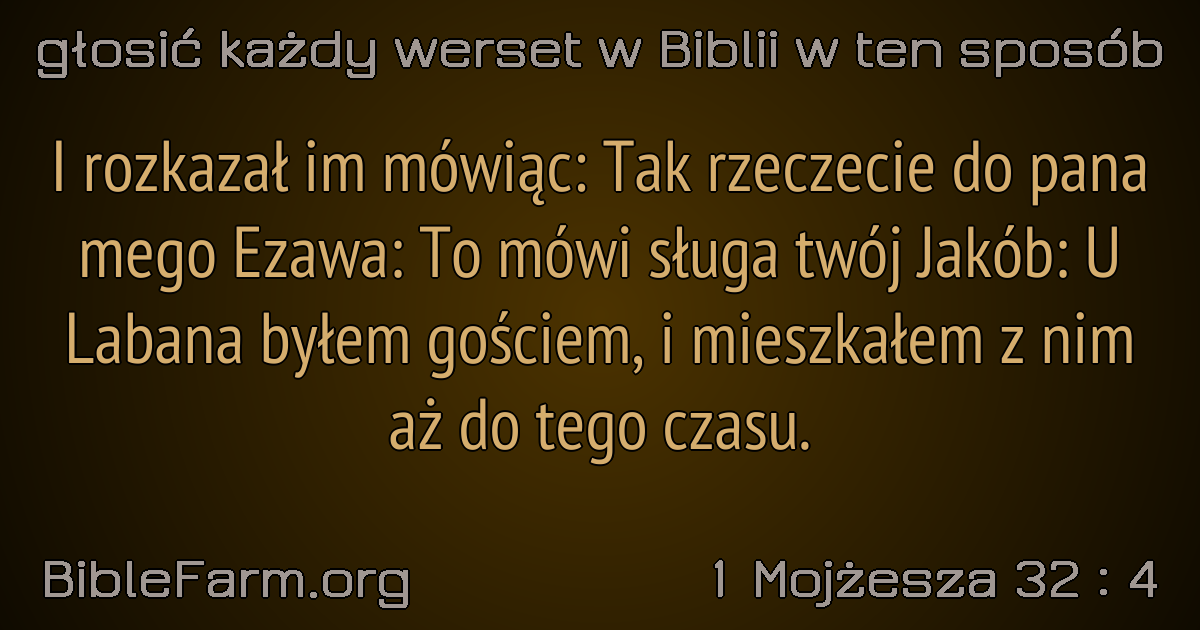 głosić każdy werset w Biblii w ten sposób
I rozkazał im mówiąc: Tak rzeczecie do pana
mego Ezawa: To mówi sługa twój Jakób: U
Labana byłem gościem, i mieszkałem z nim
aż do tego czasu.
BibleFarm.org
1 Mojżesza 32 : 4